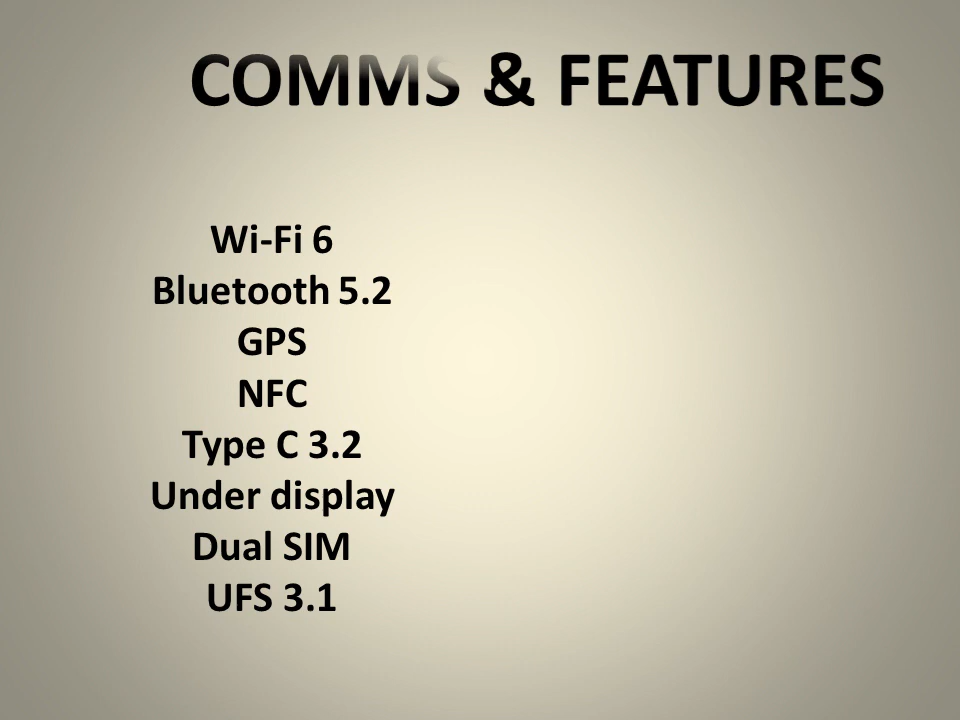 COMMS & FEATURES
Wi-Fi 6
Bluetooth 5.2
GPS
NFC
Type C 3.2
Under display
Dual SIM
UFS 3.1